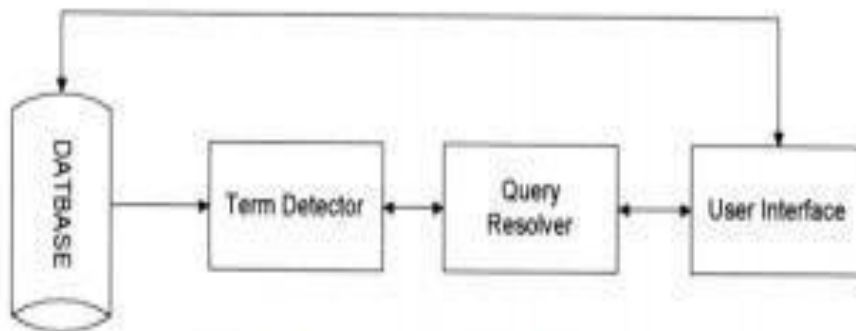 DATBASE
Term Detector
Query
Resolver
User Interface